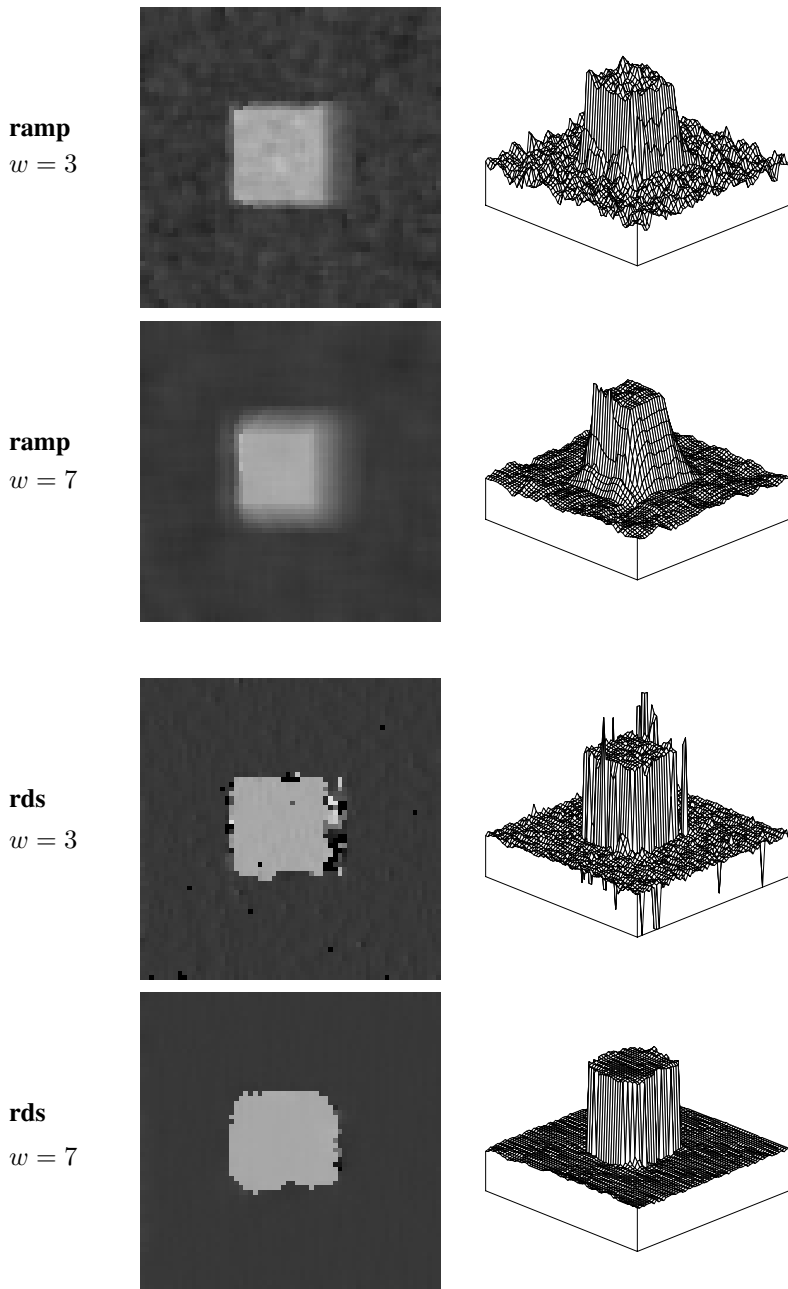 ramp
w = 3
ramp
w = 7
rds
w = 3
rds
w = 7